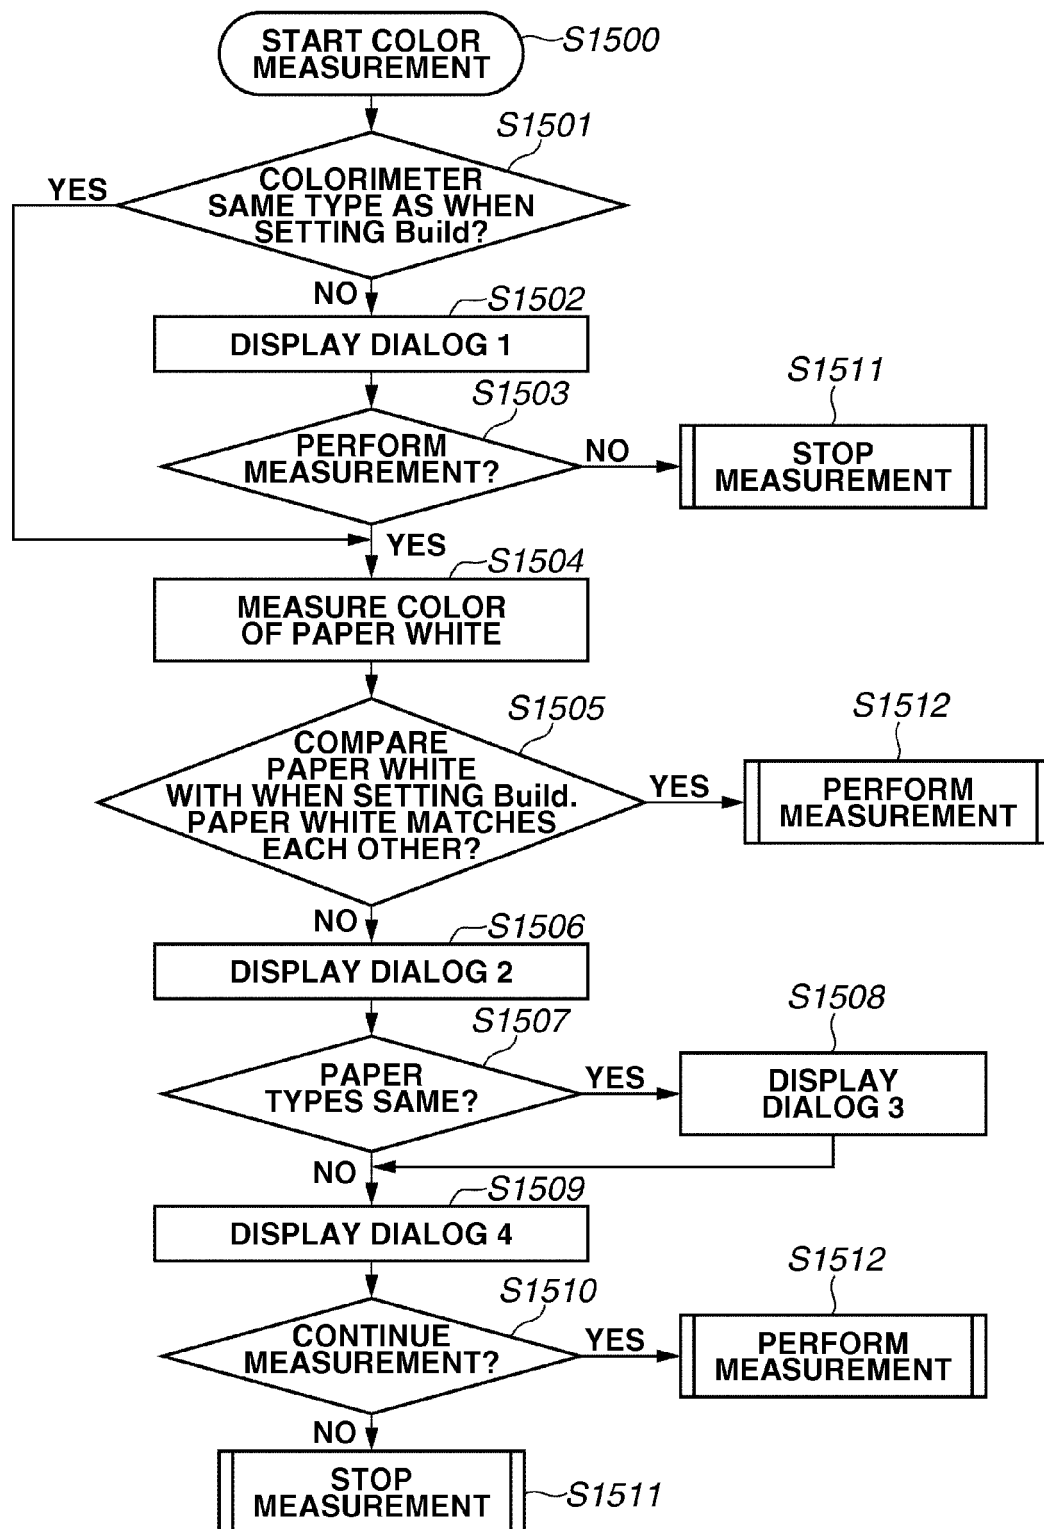 START COLOR
MEASUREMENT
S1500
S1501
COLORIMETER
SAME TYPE AS WHEN
SETTING Build?
YES
NO
S1502
DISPLAY DIALOG 1
S1503
PERFORM
MEASUREMENT?
NO
S1511
STOP
MEASUREMENT
YES
S1504
MEASURE COLOR
OF PAPER WHITE
S1505
COMPARE
PAPER WHITE
WITH WHEN SETTING Build.
PAPER WHITE MATCHES
EACH OTHER?
YES
S1512
PERFORM
MEASUREMENT
NO
S1506
DISPLAY DIALOG 2
S1507
PAPER
TYPES SAME?
YES
S1508
DISPLAY
DIALOG 3
NO
S1509
DISPLAY DIALOG 4
S1510
CONTINUE
MEASUREMENT?
YES
S1512
PERFORM
MEASUREMENT
NO
STOP
MEASUREMENT
S1511